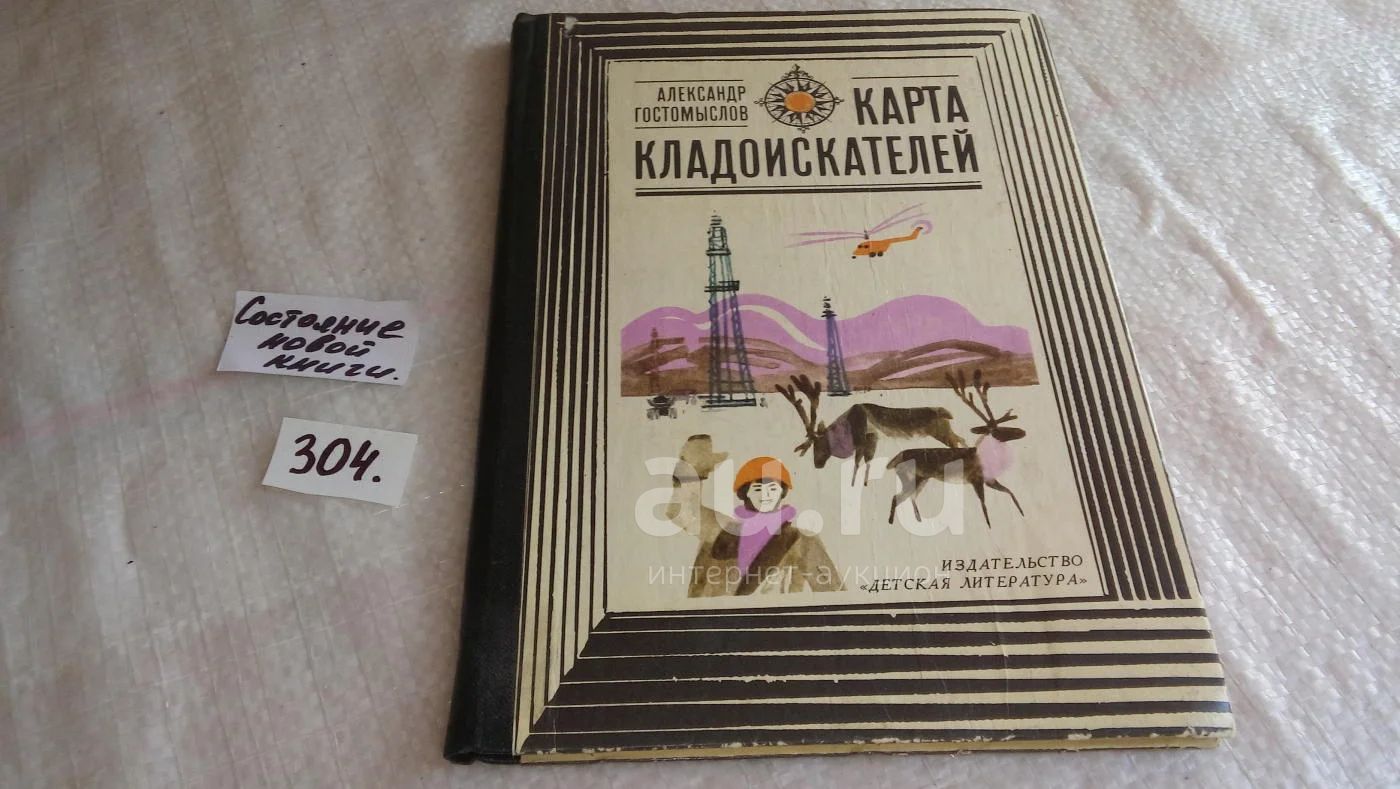 АЛЕКСАНДР
ГОСТОМЫСЛОВ
КАРТА
КЛАДОИСКАТЕЛЕЙ
Состояние
новой
книги.
304.
au.ru
интернет-аукцион
ИЗДАТЕЛЬСТВО
«ДЕТСКАЯ ЛИТЕРАТУРА»